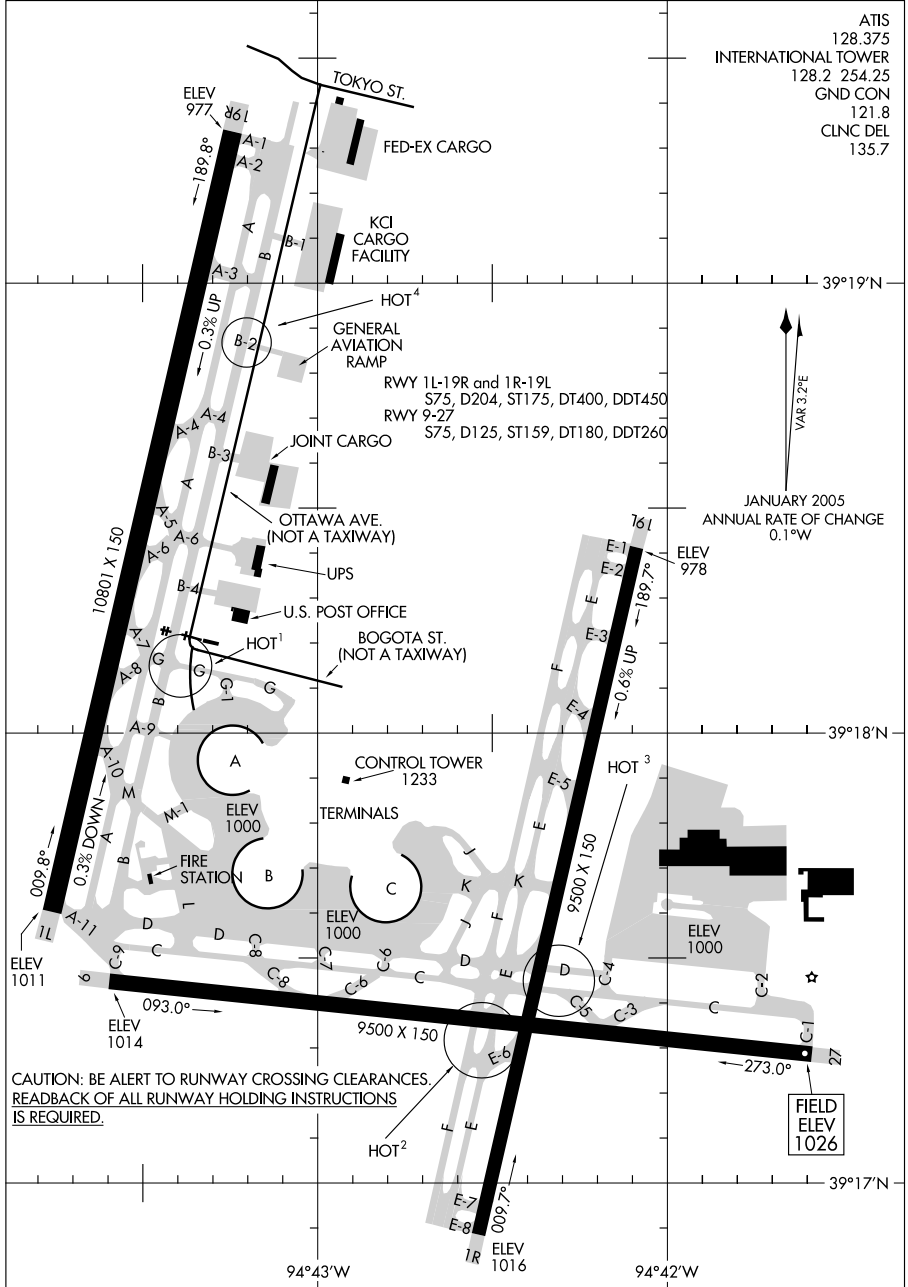 ATIS
128.375
INTERNATIONAL TOWER
128.2 254.25
GND CON
121.8
CLNC DEL
135.7
TOKYO ST.
ELEV
977
19R
A-1
A-2
FED-EX CARGO
189.8°
A
B
B-1
KCI
CARGO
FACILITY
A-3
39°19'N
HOT4
0.3% UP
B-2
GENERAL
AVIATION
RAMP
VAR 3.2°E
RWY 1L-19R and 1R-19L
S75, D204, ST175, DT400, DDT450
RWY 9-27
S75, D125, ST159, DT180, DDT260
A-4
A-4
JOINT CARGO
B-3
A
JANUARY 2005
ANNUAL RATE OF CHANGE
0.1°W
A-5
OTTAWA AVE.
(NOT A TAXIWAY)
19L
A-6
A-6
E-1
ELEV
978
E-2
UPS
10801 X 150
B-4
189.7°
E
U.S. POST OFFICE
E-3
A-7
HOT1
BOGOTA ST.
(NOT A TAXIWAY)
G
G
A-8
G-1
G
F
0.6% UP
B
E-4
A-9
39°18'N
A-10
A
CONTROL TOWER
1233
HOT 3
E-5
M
M-1
ELEV
1000
TERMINALS
E
0.3% DOWN
A
B
FIRE
STATION
B
J
K
K
9500 X 150
009.8°
C
L
F
J
1L
A-11
D
D
ELEV
1000
ELEV
1000
ELEV
1011
C-9
C
C-8
C-7
C-6
D
E
D
C-4
C-8
C-6
C
C-5
C-3
C
C-2
9
093.0°
ELEV
1014
9500 X 150
E-6
C-1
27
273.0°
CAUTION: BE ALERT TO RUNWAY CROSSING CLEARANCES.
READBACK OF ALL RUNWAY HOLDING INSTRUCTIONS
IS REQUIRED.
FIELD
ELEV
1026
F
E
HOT2
39°17'N
E-7
009.7°
E-8
1R
ELEV
1016
94°43'W
94°42'W